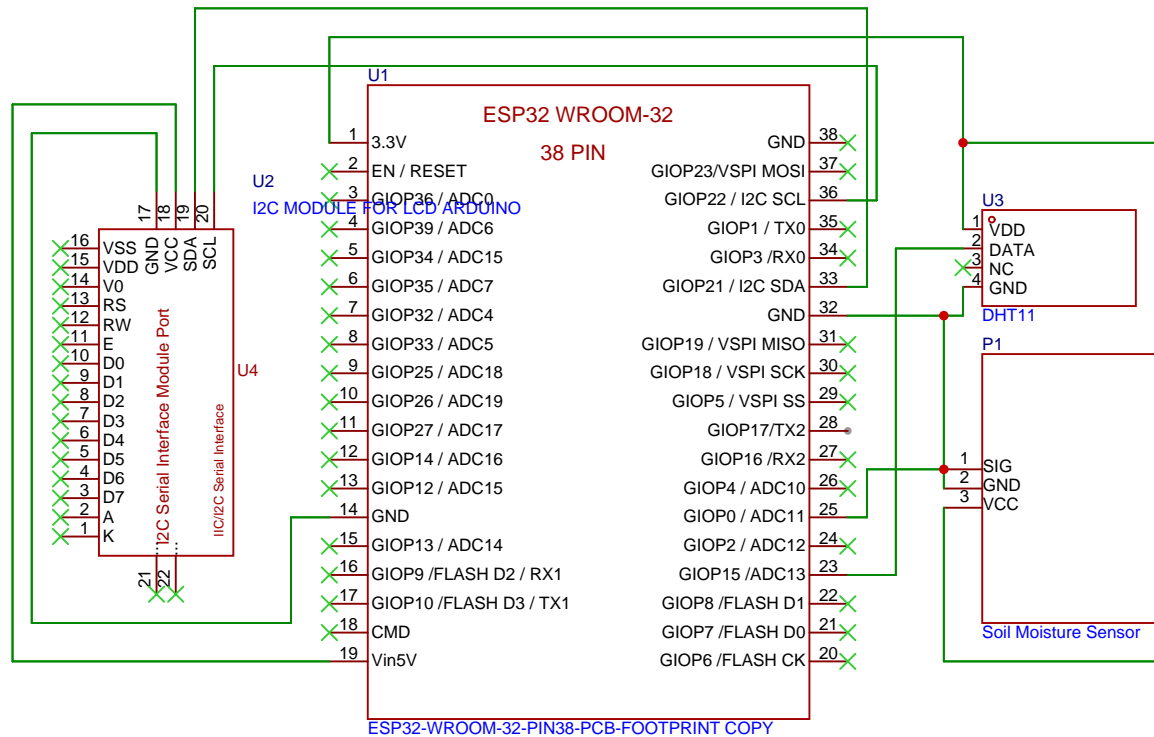 U1
ESP32 WROOM-32
38 PIN
1 3.3V
2 EN / RESET
3 GIOP36 / ADC0
4 GIOP39 / ADC6
5 GIOP34 / ADC15
6 GIOP35 / ADC7
7 GIOP32 / ADC4
8 GIOP33 / ADC5
9 GIOP25 / ADC18
10 GIOP26 / ADC19
11 GIOP27 / ADC17
12 GIOP14 / ADC16
13 GIOP12 / ADC15
14 GND
15 GIOP13 / ADC14
16 GIOP9 /FLASH D2 / RX1
17 GIOP10 /FLASH D3 / TX1
18 CMD
19 Vin5V
GND 38
GIOP23/VSPI MOSI 37
GIOP22 / I2C SCL 36
GIOP1 / TX0 35
GIOP3 /RX0 34
GIOP21 / I2C SDA 33
GND 32
GIOP19 / VSPI MISO 31
GIOP18 / VSPI SCK 30
GIOP5 / VSPI SS 29
GIOP17/TX2 28
GIOP16 /RX2 27
GIOP4 / ADC10 26
GIOP0 / ADC11 25
GIOP2 / ADC12 24
GIOP15 /ADC13 23
GIOP8 /FLASH D1 22
GIOP7 /FLASH D0 21
GIOP6 /FLASH CK 20
ESP32-WROOM-32-PIN38-PCB-FOOTPRINT COPY
U2
I2C MODULE FOR LCD ARDUINO
17 GND
18 VCC
19 SDA
20 SCL
16 VSS
15 VDD
14 V0
13 RS
12 RW
11 E
10 D0
9 D1
8 D2
7 D3
6 D4
5 D5
4 D6
3 D7
2 A
1 K
I2C Serial Interface Module Port
IIC/I2C Serial Interface
21
22
U4
U3
1 VDD
2 DATA
3 NC
4 GND
DHT11
P1
1 SIG
2 GND
3 VCC
Soil Moisture Sensor